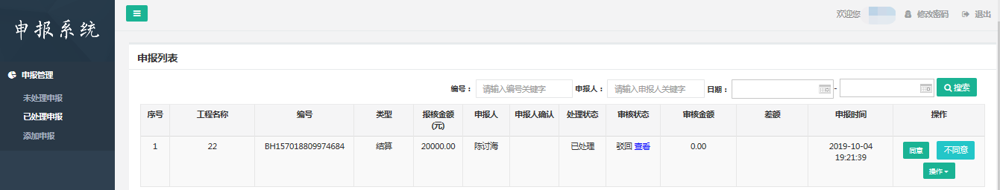 申报系统
欢迎您
修改密码
退出
申报管理
未处理申报
已处理申报
添加申报
申报列表
编号： 请输入编号关键字 申报人： 请输入申报人关键字 日期： - 搜索
序号 工程名称 编号 类型 报核金额(元) 申报人 申报人确认 处理状态 审核状态 审核金额 差额 申报时间 操作
1 22 BH157018809974684 结算 20000.00 陈讨海 已处理 驳回 查看 0.00 2019-10-04 19:21:39 同意 不同意
操作